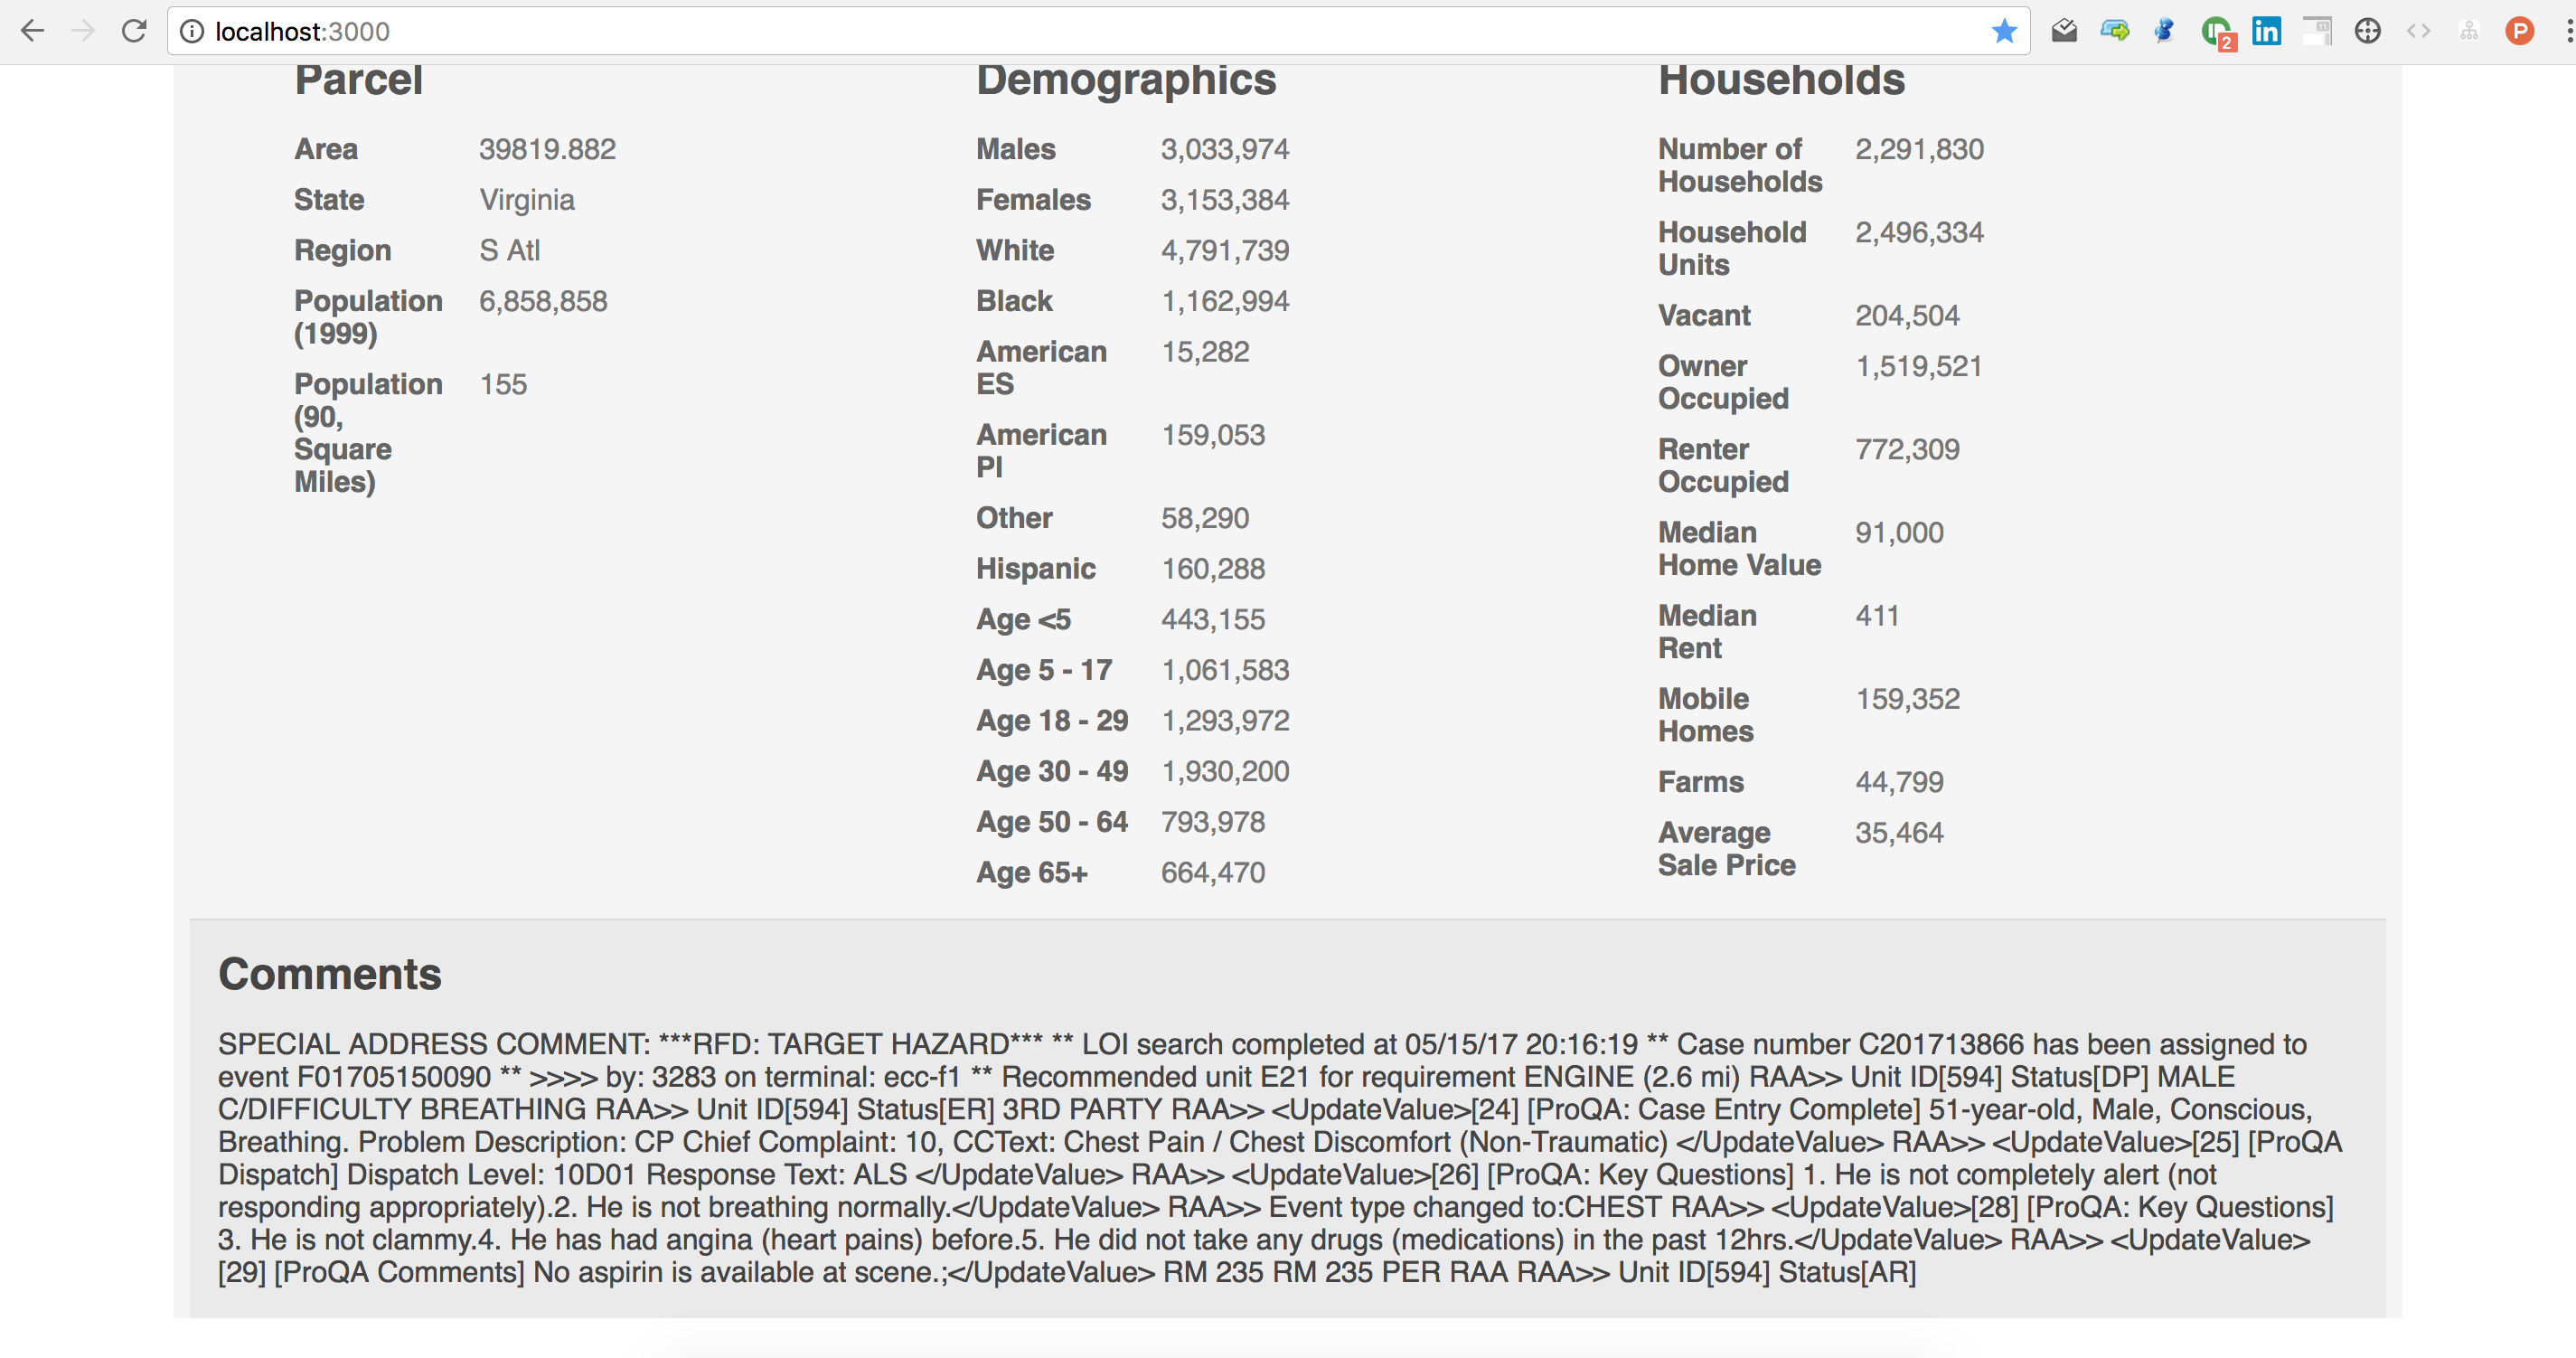 localhost:3000
2
in
P
Parcel
Area 39819.882
State Virginia
Region S Atl
Population 6,858,858
(1999)
Population 155
(90,
Square
Miles)
Demographics
Males 3,033,974
Females 3,153,384
White 4,791,739
Black 1,162,994
American 15,282
ES
American 159,053
PI
Other 58,290
Hispanic 160,288
Age <5 443,155
Age 5 - 17 1,061,583
Age 18 - 29 1,293,972
Age 30 - 49 1,930,200
Age 50 - 64 793,978
Age 65+ 664,470
Households
Number of 2,291,830
Households
Household 2,496,334
Units
Vacant 204,504
Owner 1,519,521
Occupied
Renter 772,309
Occupied
Median 91,000
Home Value
Median 411
Rent
Mobile 159,352
Homes
Farms 44,799
Average 35,464
Sale Price
Comments
SPECIAL ADDRESS COMMENT: ***RFD: TARGET HAZARD*** ** LOI search completed at 05/15/17 20:16:19 ** Case number C201713866 has been assigned to
event F01705150090 ** >>>> by: 3283 on terminal: ecc-f1 ** Recommended unit E21 for requirement ENGINE (2.6 mi) RAA>> Unit ID[594] Status[DP] MALE
C/DIFFICULTY BREATHING RAA>> Unit ID[594] Status[ER] 3RD PARTY RAA>> <UpdateValue>[24] [ProQA: Case Entry Complete] 51-year-old, Male, Conscious,
Breathing. Problem Description: CP Chief Complaint: 10, CCText: Chest Pain / Chest Discomfort (Non-Traumatic) </UpdateValue> RAA>> <UpdateValue>[25] [ProQA
Dispatch] Dispatch Level: 10D01 Response Text: ALS </UpdateValue> RAA>> <UpdateValue>[26] [ProQA: Key Questions] 1. He is not completely alert (not
responding appropriately).2. He is not breathing normally.</UpdateValue> RAA>> Event type changed to:CHEST RAA>> <UpdateValue>[28] [ProQA: Key Questions]
3. He is not clammy.4. He has had angina (heart pains) before.5. He did not take any drugs (medications) in the past 12hrs.</UpdateValue> RAA>> <UpdateValue>
[29] [ProQA Comments] No aspirin is available at scene.;</UpdateValue> RM 235 RM 235 PER RAA RAA>> Unit ID[594] Status[AR]